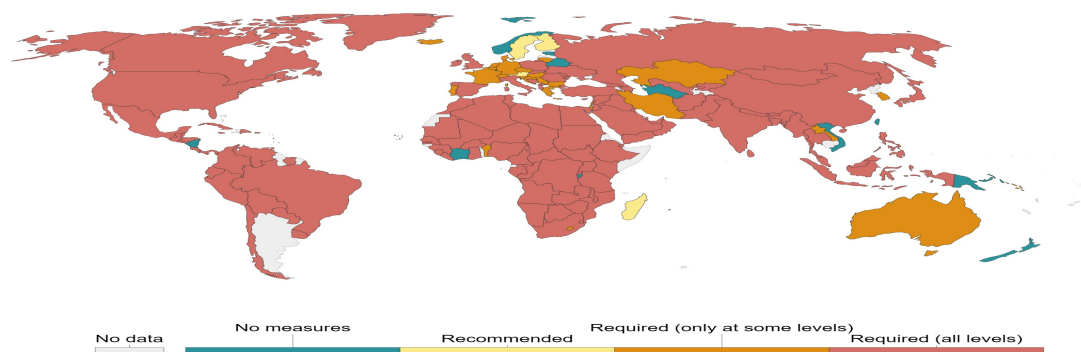 No data
No measures
Recommended
Required (only at some levels)
Required (all levels)